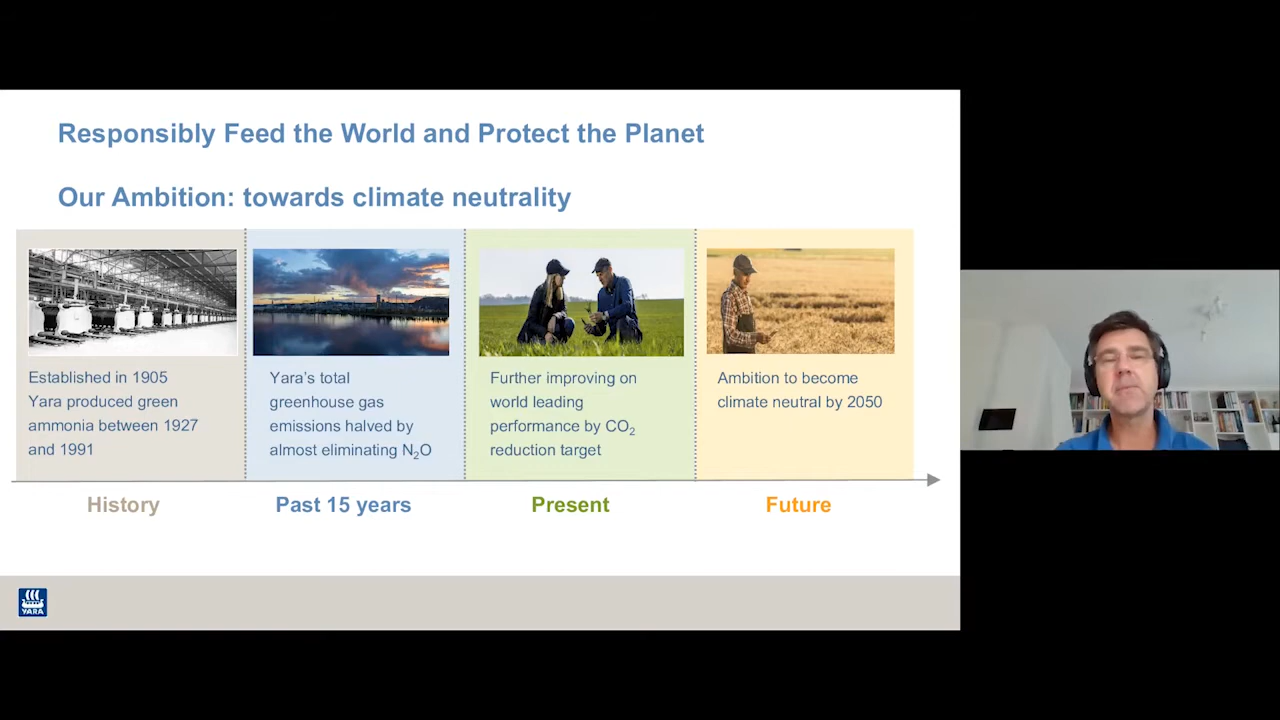 Responsibly Feed the World and Protect the Planet
Our Ambition: towards climate neutrality
Established in 1905
Yara produced green
ammonia between 1927
and 1991
Yara's total
greenhouse gas
emissions halved by
almost eliminating N₂O
Further improving on
world leading
performance by CO₂
reduction target
Ambition to become
climate neutral by 2050
History
Past 15 years
Present
Future
YARA